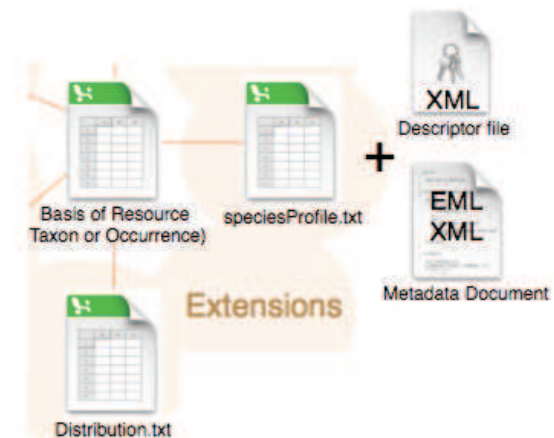 XML
Descriptor file
Basis of Resource
Taxon or Occurrence)
speciesProfile.txt
+
EML
XML
Metadata Document
Extensions
Distribution.txt